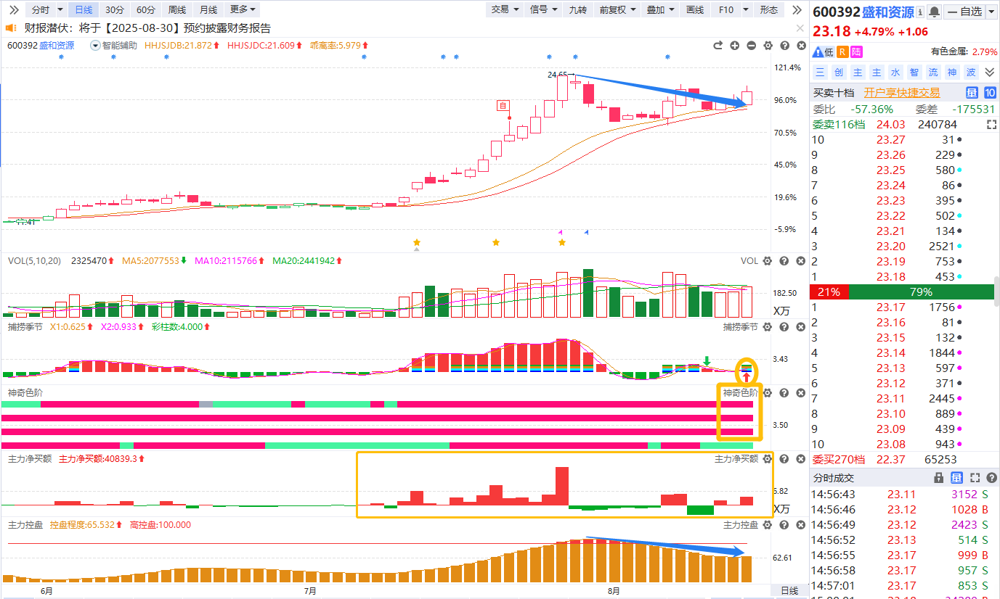 分时 日线 30分 60分 周线 月线 更多 交易 信号 九转 前复权 叠加 画线 F10 形态
财报潜伏：将于【2025-08-30】预约披露财务报告
600392盛和资源 智能辅助 HHJSJDB:21.872 HHJSJDC:21.609 乖离率:5.979
121.4%
24.65
96.0%
自
70.5%
45.0%
19.6%
11.41
-5.9%
VOL(5,10,20) 2325470 MA5:2077553 MA10:2115766 MA20:2441942 VOL
182.50
X万
捕捞季节 X1:0.625 X2:0.933 彩柱数:4.000 捕捞季节
3.43
神奇色阶 神奇色阶
3.50
主力净买额 主力净买额:40839.3 主力净买额
5.82
X万
主力控盘 控盘程度:65.532 高控盘:100.000 主力控盘
62.61
6月 7月 8月 日线
600392盛和资源 自选
23.18 +4.79% +1.06
低 R 陆 有色金属: 2.79%
三 创 主 主 水 智 流 神 波
买卖十档 开户享快捷交易 量 10
委比 -57.36% 委差 -175531
委卖116档 24.03 240784
10 23.27 31
9 23.26 229
8 23.25 580
7 23.24 86
6 23.23 395
5 23.22 502
4 23.21 134
3 23.20 2521
2 23.19 753
1 23.18 453
21% 79%
1 23.17 1756
2 23.16 81
3 23.15 132
4 23.14 1844
5 23.13 597
6 23.12 371
7 23.11 2445
8 23.10 889
9 23.09 439
10 23.08 943
委买270档 22.37 65253
分时成交 量
14:56:43 23.11 3152 S
14:56:46 23.12 1028 B
14:56:49 23.12 2423 S
14:56:52 23.13 514 S
14:56:55 23.17 999 B
14:56:58 23.17 957 S
14:57:01 23.17 853 S